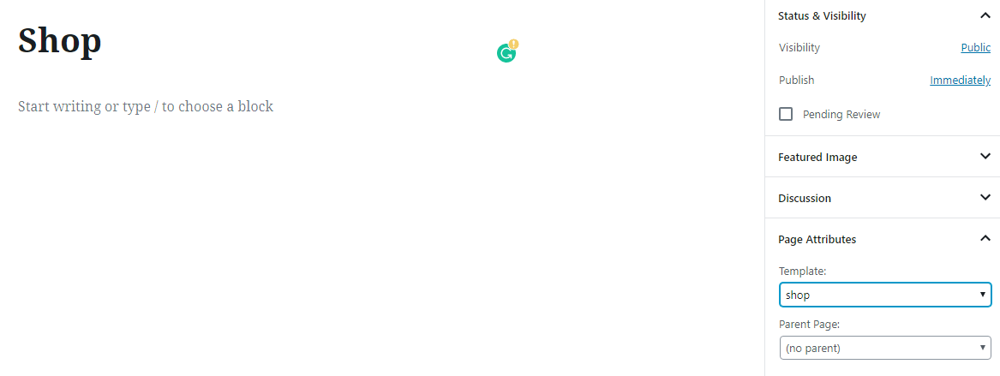 Shop
Start writing or type / to choose a block
Status & Visibility
Visibility Public
Publish Immediately
Pending Review
Featured Image
Discussion
Page Attributes
Template:
shop
Parent Page:
(no parent)